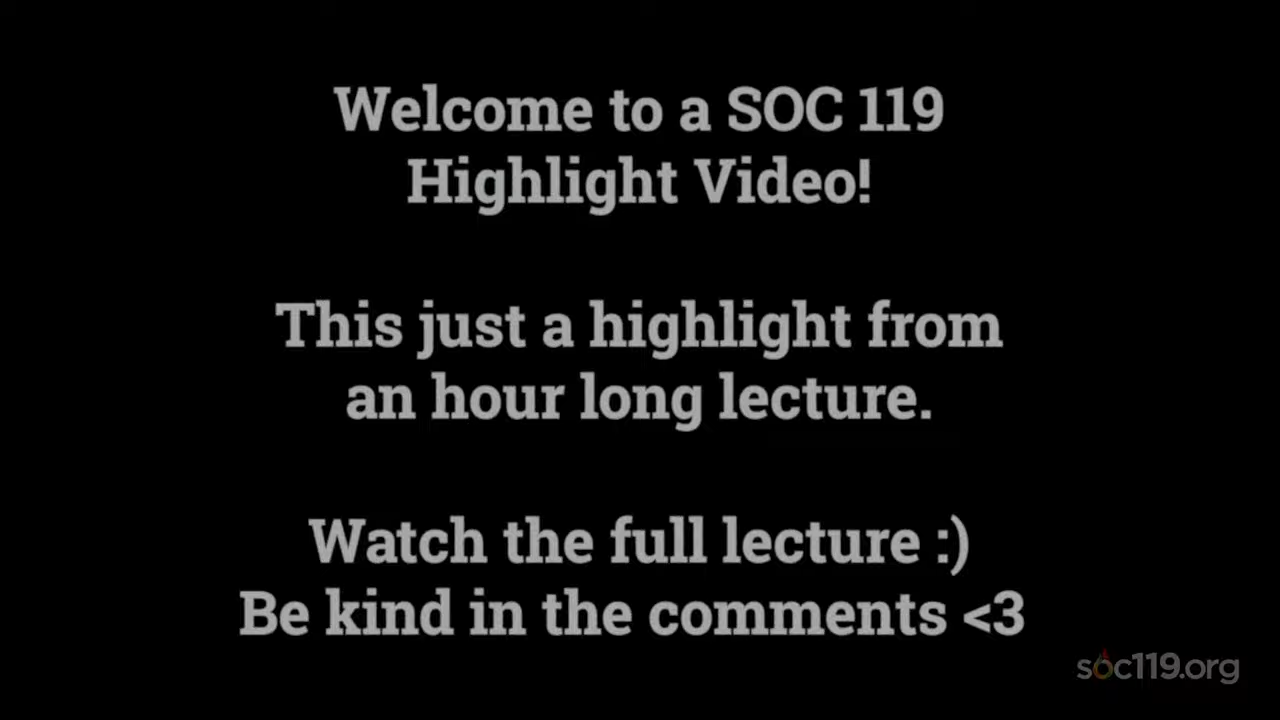 Welcome to a SOC 119
Highlight Video!
This just a highlight from
an hour long lecture.
Watch the full lecture :)
Be kind in the comments <3
soc119.org